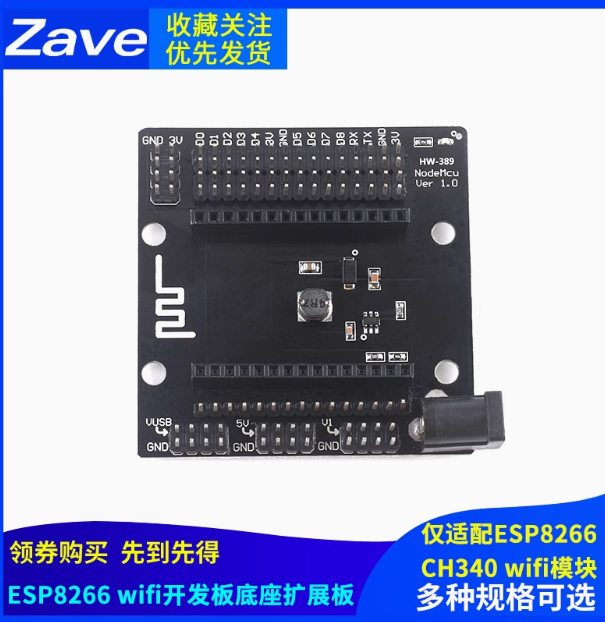 Zave
收藏关注
优先发货
GND 3V D0 D1 D2 D3 D4 3V GND D5 D6 D7 D8 RX TX GND 3V
HW-389
NodeMcu
Ver 1.0
4R7
VUSB
GND
5V
GND
V1
GND
领券购买 先到先得
ESP8266 wifi开发板底座扩展板
仅适配ESP8266
CH340 wifi模块
多种规格可选